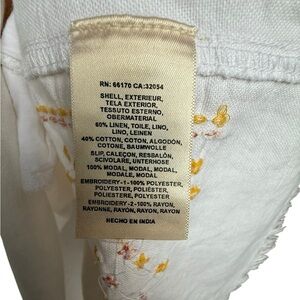 RN: 66170 CA:32054
SHELL, EXTERIEUR,
TELA EXTERIOR,
TESSUTO ESTERNO,
OBERMATERIAL
60% LINEN, TOILE, LINO,
LINO, LEINEN
40% COTTON, COTON, ALGODON,
COTONE, BAUMWOLLE
SLIP, CALEÇON, RESBALÓN,
SCIVOLARE, UNTERHOSE
100% MODAL, MODAL, MODAL,
MODALE, MODAL
EMBROIDERY-1-100% POLYESTER,
POLYESTER, POLIÉSTER,
POLIESTERE, POLYESTER
EMBROIDERY-2-100% RAYON,
RAYONNE, RAYON, RAYON, RAYON
HECHO EN INDIA